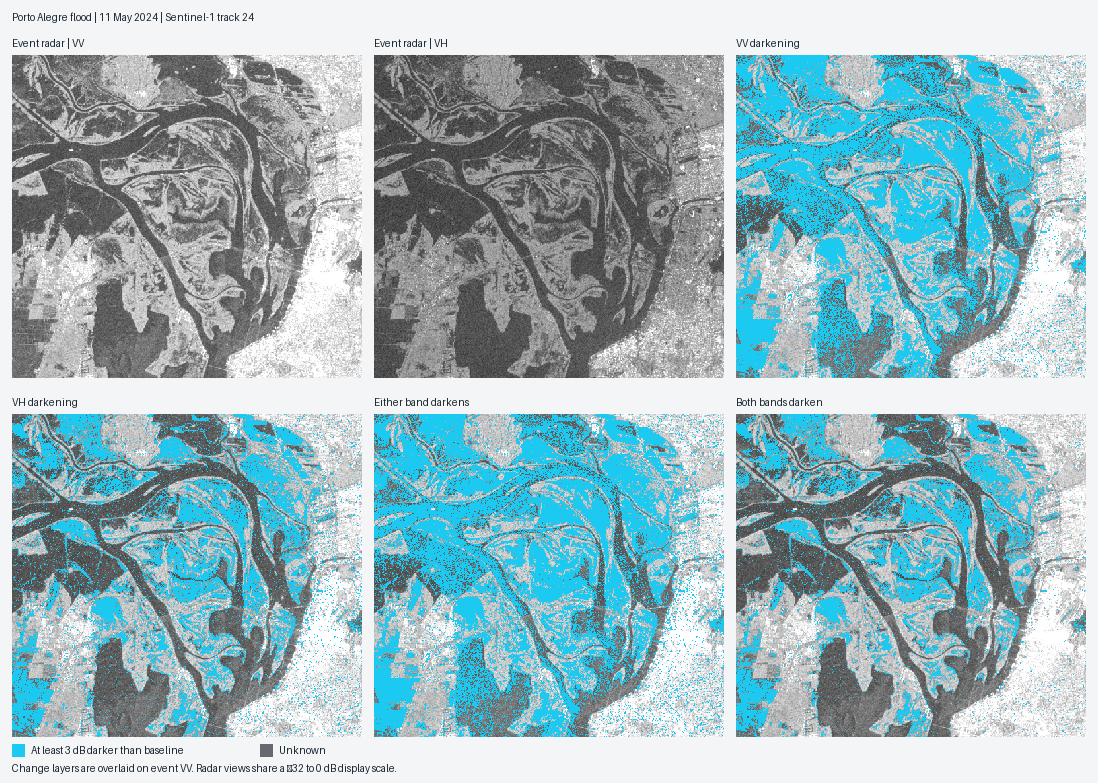 Porto Alegre flood | 11 May 2024 | Sentinel-1 track 24
Event radar | VV
Event radar | VH
VV darkening
VH darkening
Either band darkens
Both bands darken
At least 3 dB darker than baseline
Unknown
Change layers are overlaid on event VV. Radar views share a □32 to 0 dB display scale.